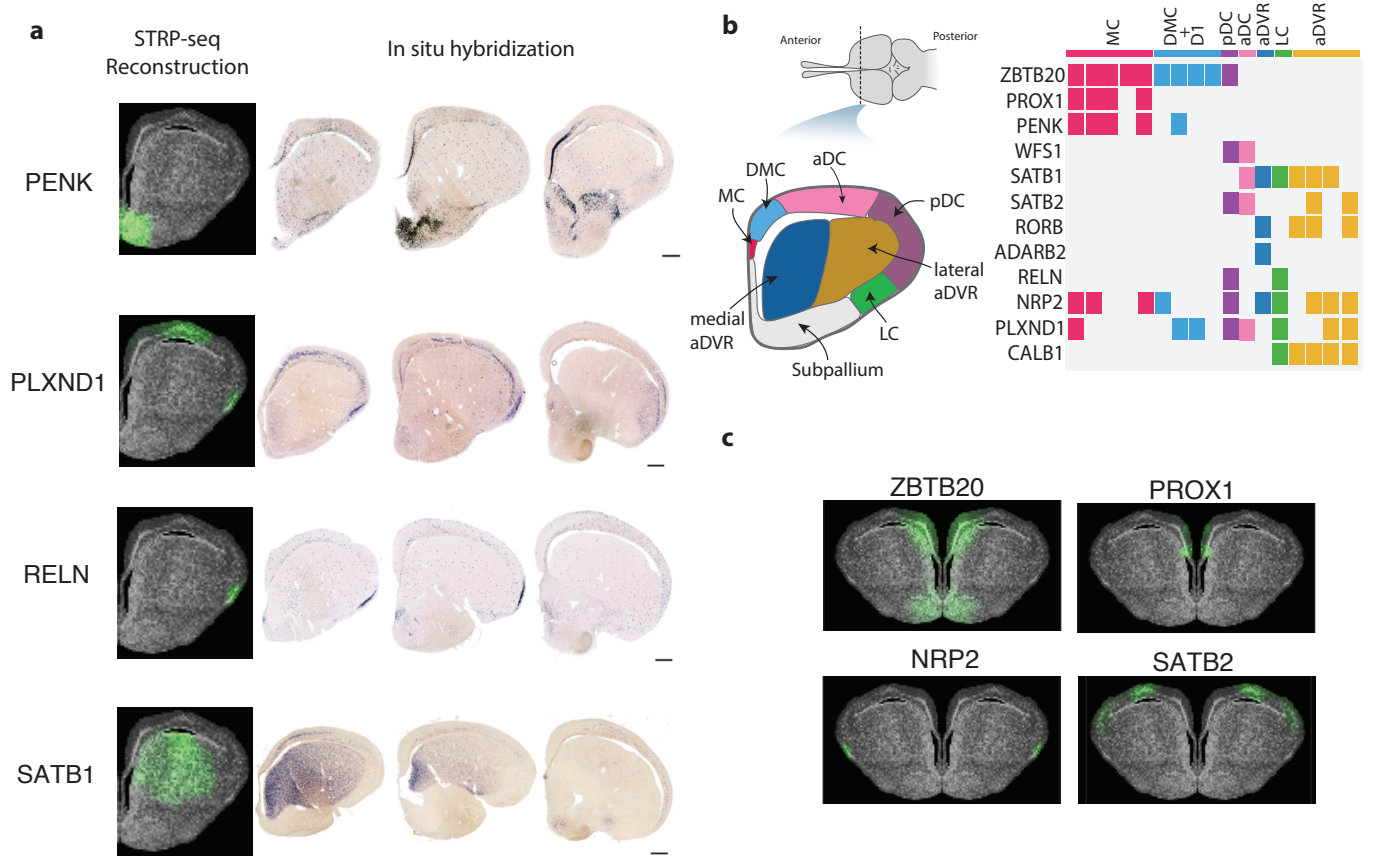 a
STRP-seq
Reconstruction
In situ hybridization
PENK
PLXND1
RELN
SATB1
b
Anterior
Posterior
MC
DMC
aDC
pDC
medial
aDVR
lateral
aDVR
LC
Subpallium
MC
DMC
+
D1
pDC
aDC
aDVR
LC
aDVR
ZBTB20
PROX1
PENK
WFS1
SATB1
SATB2
RORB
ADARB2
RELN
NRP2
PLXND1
CALB1
c
ZBTB20
PROX1
NRP2
SATB2